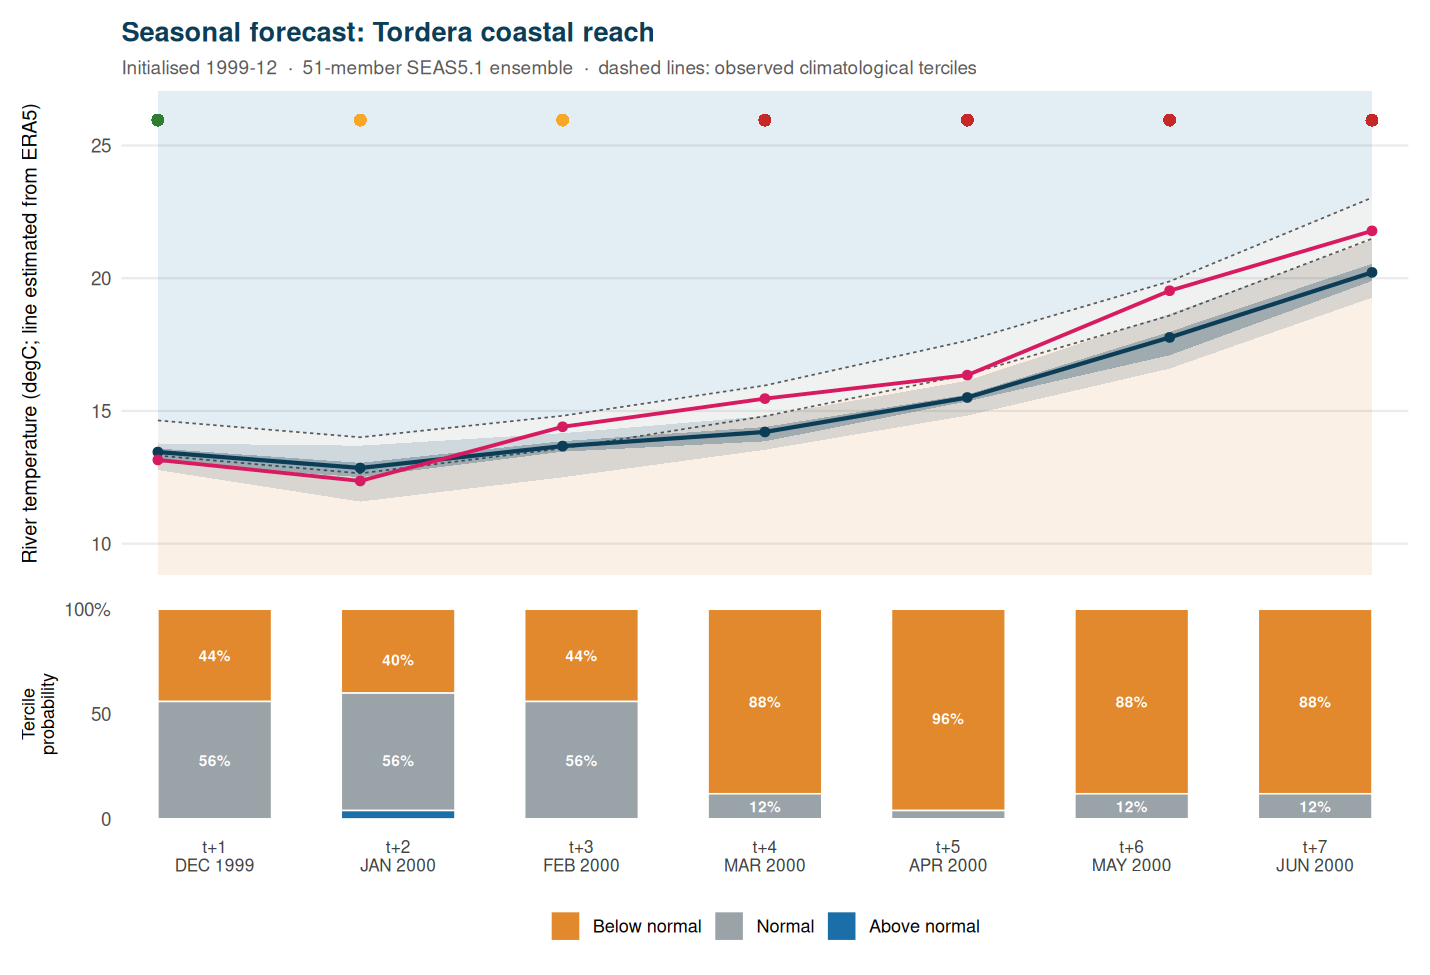 Seasonal forecast: Tordera coastal reach
Initialised 1999-12 · 51-member SEAS5.1 ensemble · dashed lines: observed climatological terciles
River temperature (degC; line estimated from ERA5)
25
20
15
10
Tercile
probability
100%
50
0
44%
40%
44%
88%
96%
88%
88%
56%
56%
56%
12%
12%
12%
t+1
DEC 1999
t+2
JAN 2000
t+3
FEB 2000
t+4
MAR 2000
t+5
APR 2000
t+6
MAY 2000
t+7
JUN 2000
Below normal
Normal
Above normal